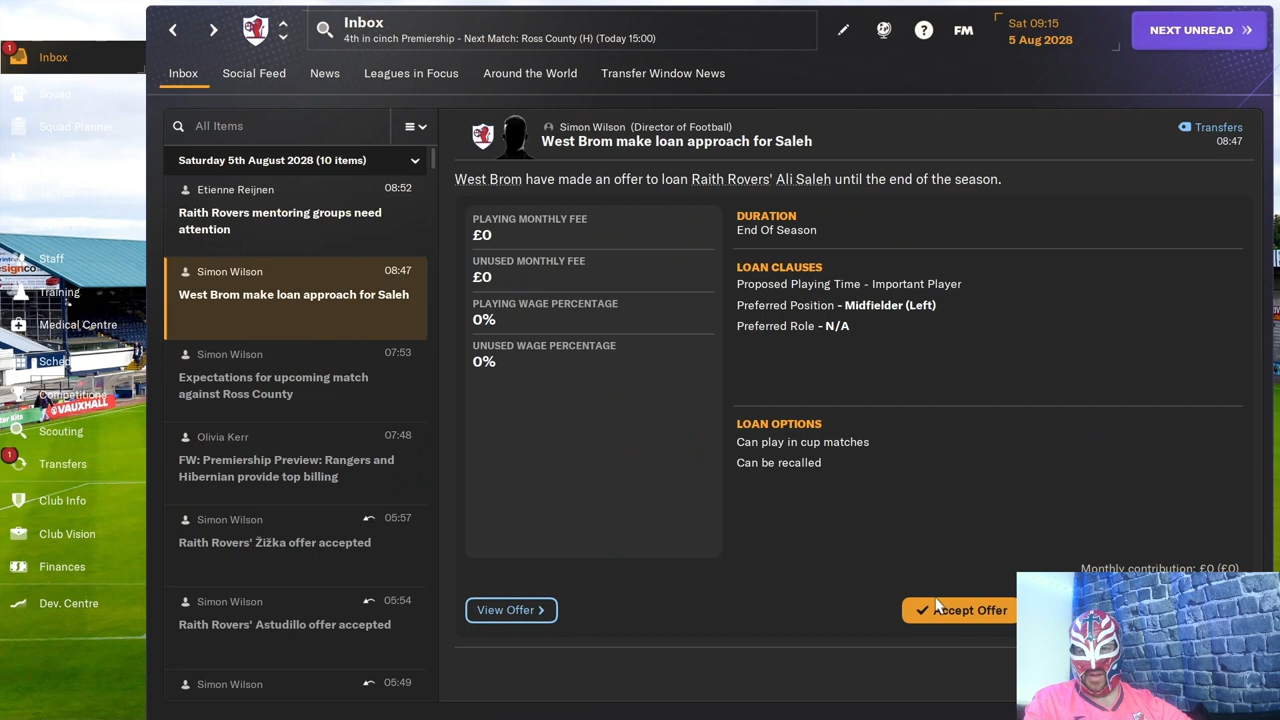 Inbox
4th in cinch Premiership - Next Match: Ross County (H) (Today 15:00)
FM
Sat 09:15
5 Aug 2028
NEXT UNREAD
1
Inbox
Squad
Squad Planner
Staff
Training
Medical Centre
Sched
Competitions
Scouting
1
Transfers
Club Info
Club Vision
Finances
Dev. Centre
VAUXHALL
Inbox Social Feed News Leagues in Focus Around the World Transfer Window News
All Items
Saturday 5th August 2028 (10 items)
Etienne Reijnen 08:52
Raith Rovers mentoring groups need
attention
Simon Wilson 08:47
West Brom make loan approach for Saleh
Simon Wilson 07:53
Expectations for upcoming match
against Ross County
Olivia Kerr 07:48
FW: Premiership Preview: Rangers and
Hibernian provide top billing
Simon Wilson 05:57
Raith Rovers' Žižka offer accepted
Simon Wilson 05:54
Raith Rovers' Astudillo offer accepted
Simon Wilson 05:49
Simon Wilson (Director of Football)
West Brom make loan approach for Saleh
Transfers
08:47
West Brom have made an offer to loan Raith Rovers' Ali Saleh until the end of the season.
PLAYING MONTHLY FEE
£0
UNUSED MONTHLY FEE
£0
PLAYING WAGE PERCENTAGE
0%
UNUSED WAGE PERCENTAGE
0%
DURATION
End Of Season
LOAN CLAUSES
Proposed Playing Time - Important Player
Preferred Position - Midfielder (Left)
Preferred Role - N/A
LOAN OPTIONS
Can play in cup matches
Can be recalled
Monthly contribution: £0 (£0)
View Offer
Accept Offer